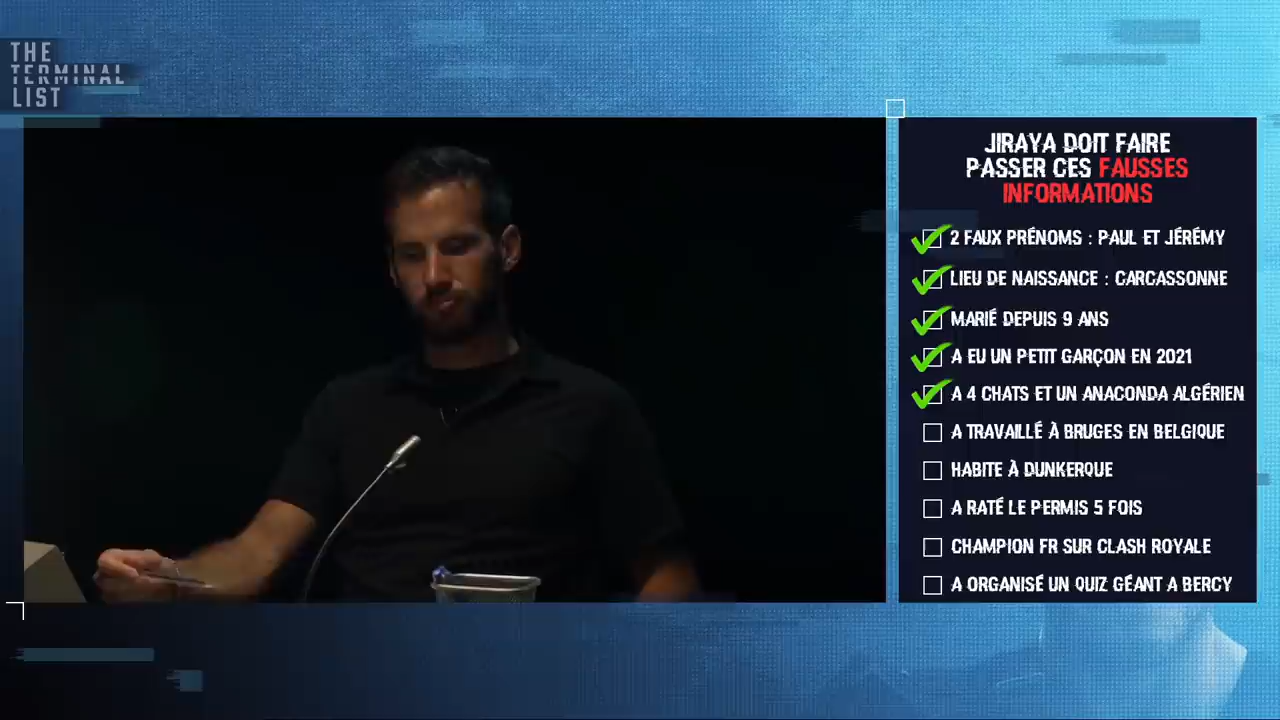 THE
TERMINAL
LIST
JIRAYA DOIT FAIRE
PASSER CES FAUSSES
INFORMATIONS
2 FAUX PRÉNOMS : PAUL ET JÉRÉMY
LIEU DE NAISSANCE : CARCASSONNE
MARIÉ DEPUIS 9 ANS
A EU UN PETIT GARÇON EN 2021
A 4 CHATS ET UN ANACONDA ALGÉRIEN
A TRAVAILLÉ À BRUGES EN BELGIQUE
HABITE À DUNKERQUE
A RATÉ LE PERMIS 5 FOIS
CHAMPION FR SUR CLASH ROYALE
A ORGANISÉ UN QUIZ GÉANT A BERCY